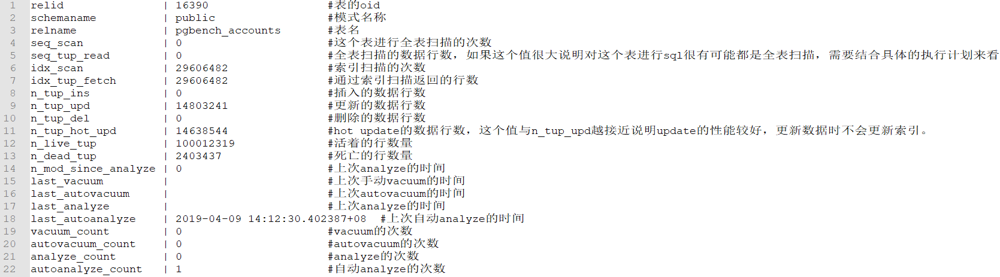 1 relid | 16390 #表的oid
2 schemaname | public #模式名称
3 relname | pgbench_accounts #表名
4 seq_scan | 0 #这个表进行全表扫描的次数
5 seq_tup_read | 0 #全表扫描的数据行数，如果这个值很大说明对这个表进行sql很有可能都是全表扫描，需要结合具体的执行计划来看
6 idx_scan | 29606482 #索引扫描的次数
7 idx_tup_fetch | 29606482 #通过索引扫描返回的行数
8 n_tup_ins | 0 #插入的数据行数
9 n_tup_upd | 14803241 #更新的数据行数
10 n_tup_del | 0 #删除的数据行数
11 n_tup_hot_upd | 14638544 #hot update的数据行数，这个值与n_tup_upd越接近说明update的性能较好，更新数据时不会更新索引。
12 n_live_tup | 100012319 #活着的行数量
13 n_dead_tup | 2403437 #死亡的行数量
14 n_mod_since_analyze | 0 #上次analyze的时间
15 last_vacuum | #上次手动vacuum的时间
16 last_autovacuum | #上次autovacuum的时间
17 last_analyze | #上次analyze的时间
18 last_autoanalyze | 2019-04-09 14:12:30.402387+08 #上次自动analyze的时间
19 vacuum_count | 0 #vacuum的次数
20 autovacuum_count | 0 #autovacuum的次数
21 analyze_count | 0 #analyze的次数
22 autoanalyze_count | 1 #自动analyze的次数